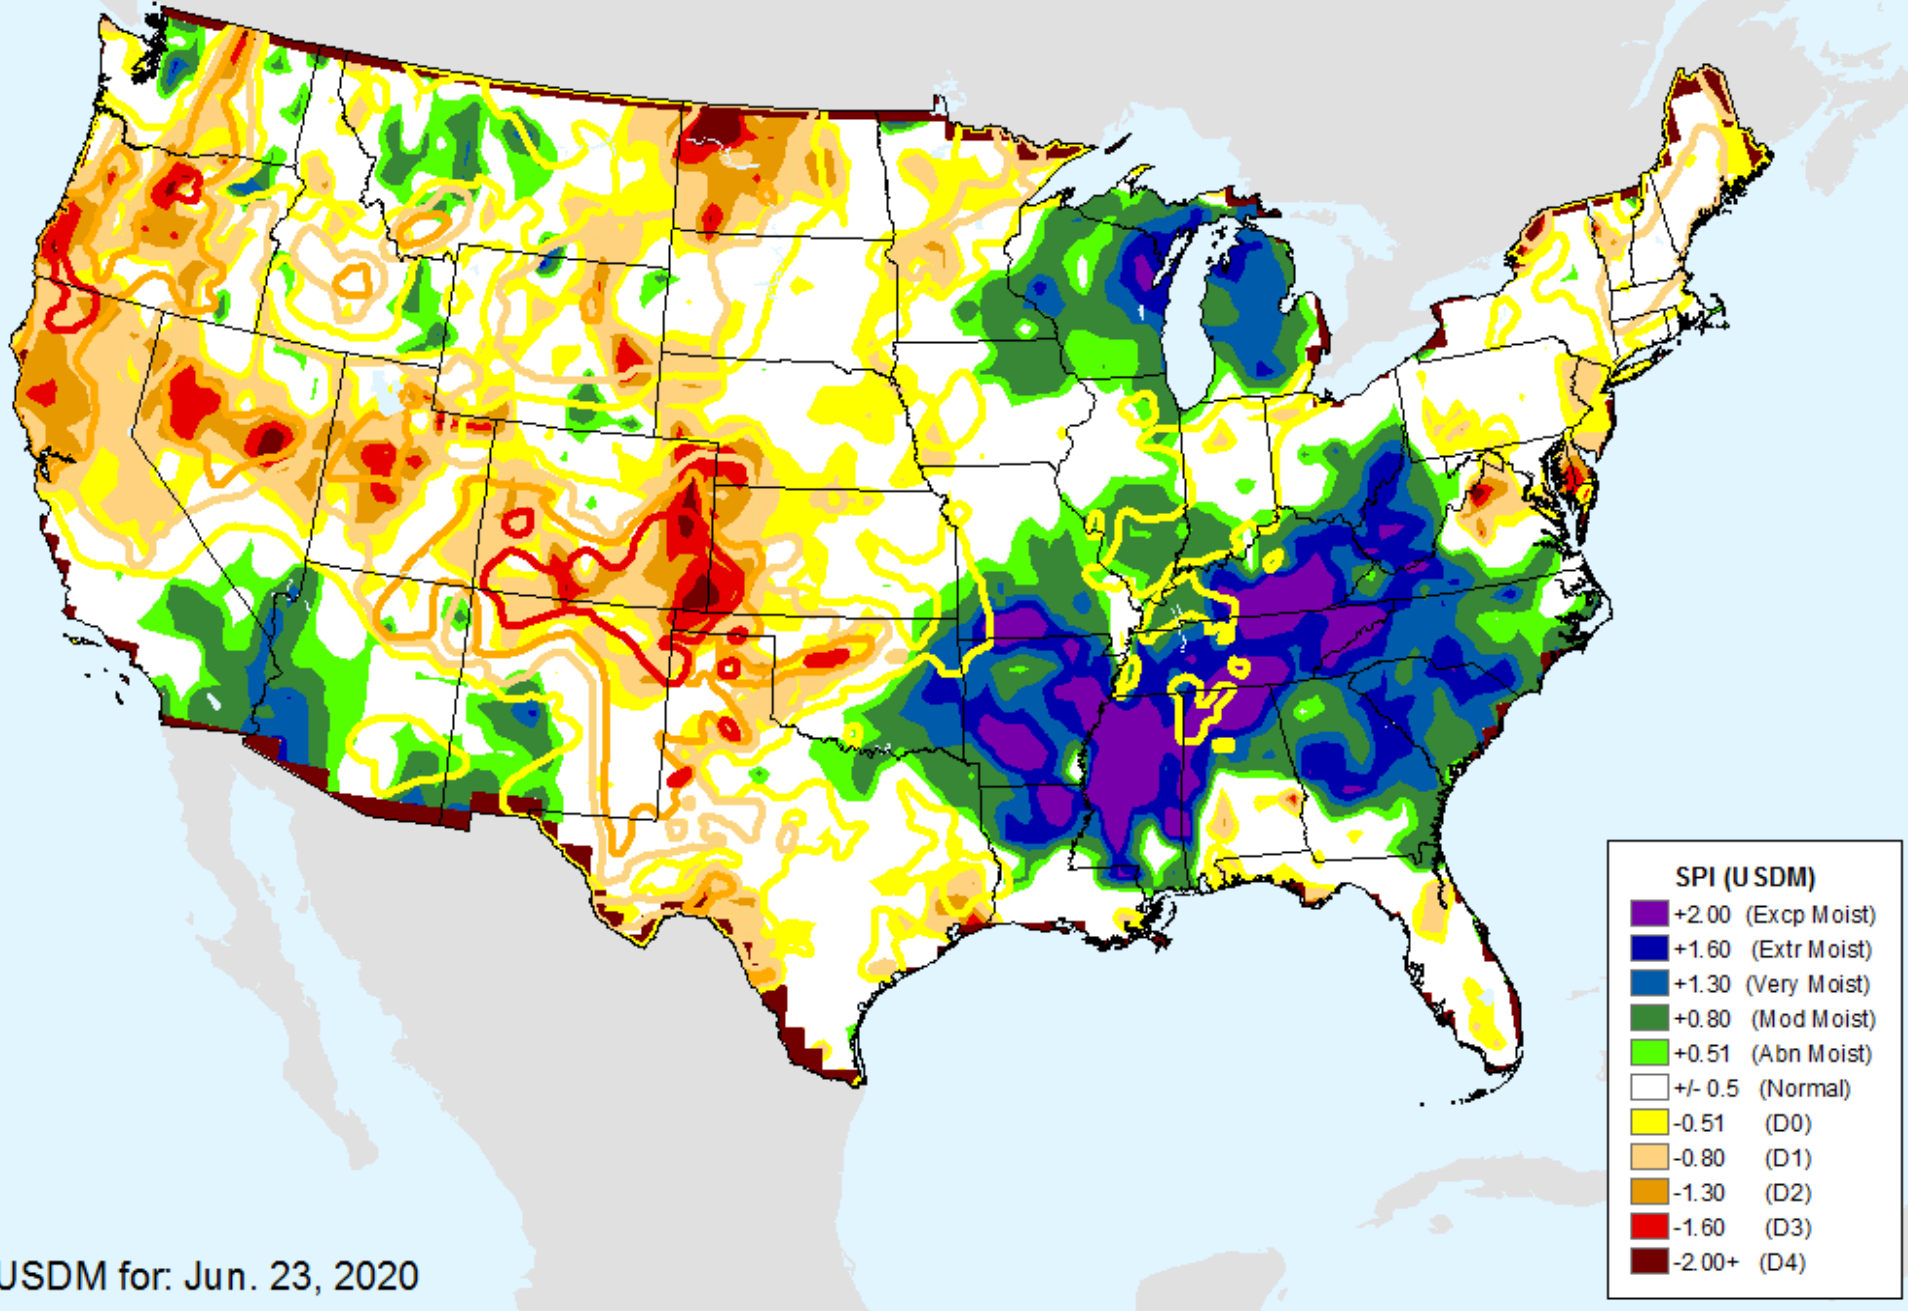 SPI (USDM)
+2.00 (Excp Moist)
+1.60 (Extr Moist)
+1.30 (Very Moist)
+0.80 (Mod Moist)
+0.51 (Abn Moist)
+/- 0.5 (Normal)
-0.51 (D0)
-0.80 (D1)
-1.30 (D2)
-1.60 (D3)
-2.00+ (D4)
USDM for: Jun. 23, 2020